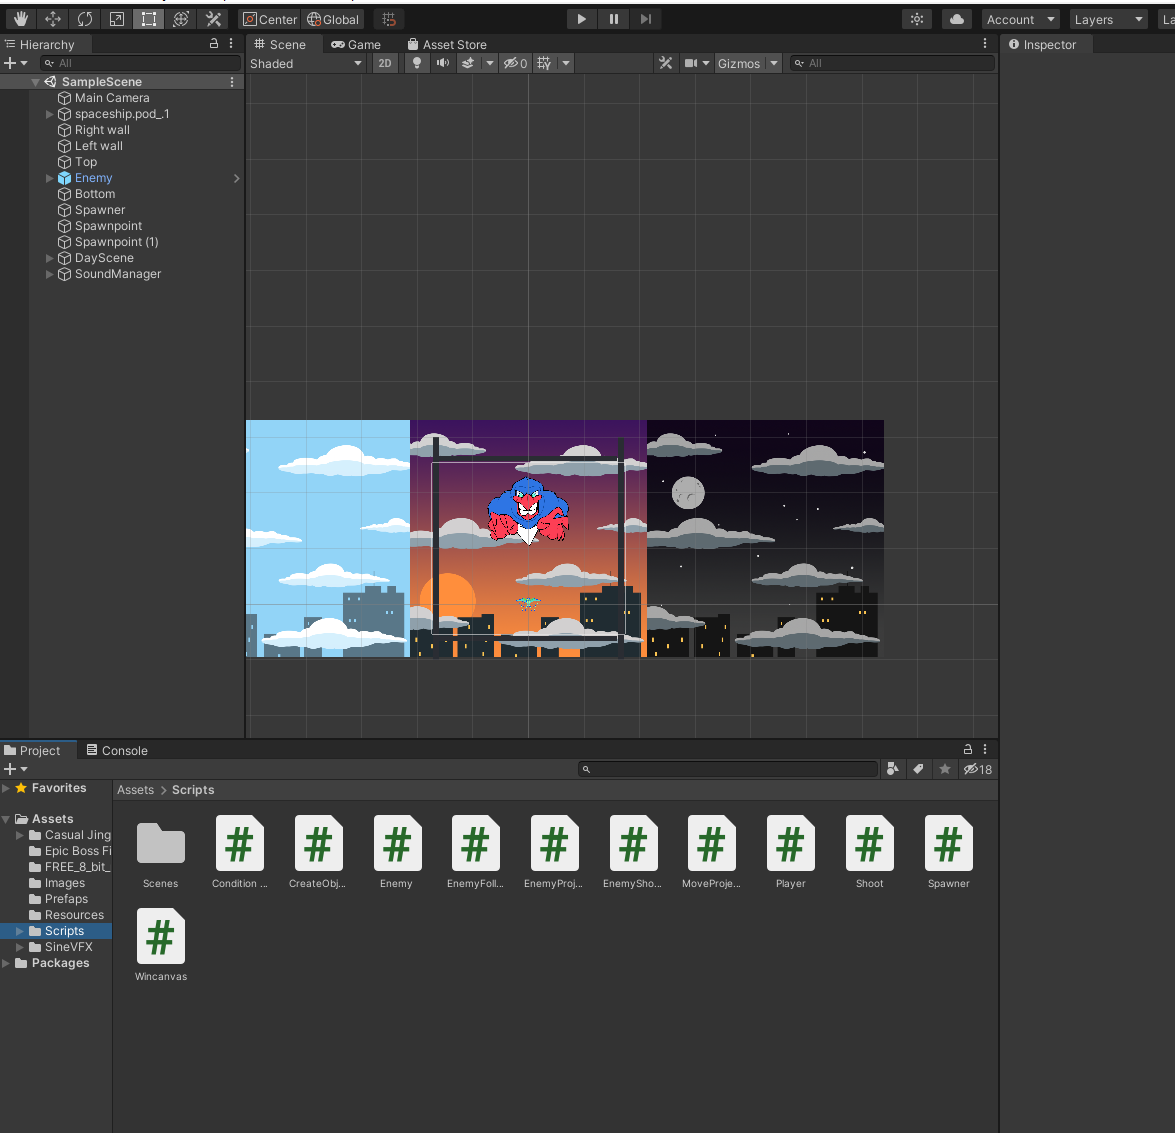 Center Global Account Layers La
Hierarchy Scene Game Asset Store Inspector
All Shaded 2D 0 Gizmos All
SampleScene
Main Camera
spaceship.pod_.1
Right wall
Left wall
Top
Enemy
Bottom
Spawner
Spawnpoint
Spawnpoint (1)
DayScene
SoundManager
Project Console
18
Favorites
Assets > Scripts
Assets
Casual Jing
Epic Boss Fi
FREE_8_bit_
Images
Prefaps
Resources
Scripts
SineVFX
Packages
Scenes Condition ... CreateObj... Enemy EnemyFoll... EnemyProj... EnemySho... MoveProje... Player Shoot Spawner
Wincanvas